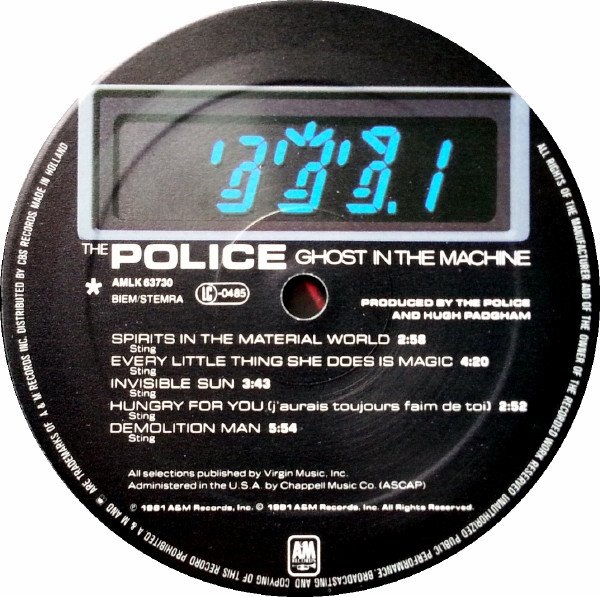 THE POLICE GHOST IN THE MACHINE
AMLK 63730
*
BIEM/STEMRA LC-0485
PRODUCED BY THE POLICE
AND HUGH PADGHAM
SPIRITS IN THE MATERIAL WORLD 2:58
Sting
EVERY LITTLE THING SHE DOES IS MAGIC 4:20
Sting
INVISIBLE SUN 3:43
Sting
HUNGRY FOR YOU (j'aurais toujours faim de toi) 2:52
Sting
DEMOLITION MAN 5:54
Sting
All selections published by Virgin Music, Inc.
Administered in the U.S.A. by Chappell Music Co. (ASCAP)
℗ 1981 A&M Records, Inc. © 1981 A&M Records, Inc. All Rights Reserved.
A&M
RECORDS
ALL RIGHTS OF THE MANUFACTURER AND OF THE OWNER OF THE RECORDED WORK RESERVED UNAUTHORIZED PUBLIC PERFORMANCE, BROADCASTING AND COPYING OF THIS RECORD PROHIBITED A & M AND ARE TRADEMARKS OF A & M RECORDS INC. DISTRIBUTED BY CBS RECORDS MADE IN HOLLAND